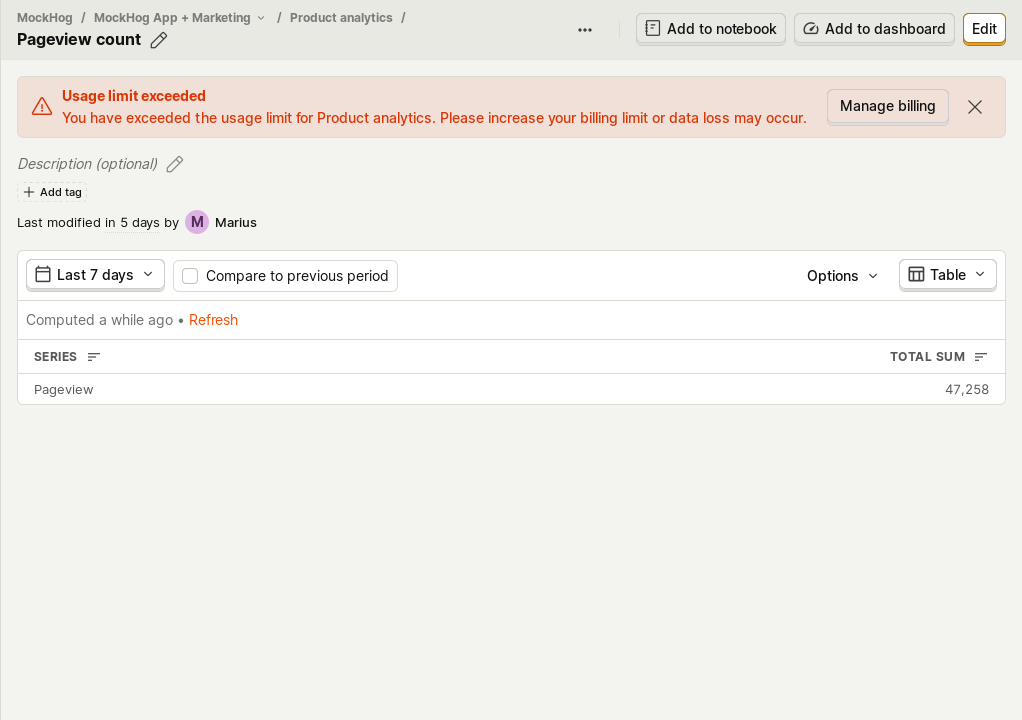 MockHog / MockHog App + Marketing / Product analytics /
Pageview count
Add to notebook
Add to dashboard
Edit
Usage limit exceeded
You have exceeded the usage limit for Product analytics. Please increase your billing limit or data loss may occur.
Manage billing
Description (optional)
Add tag
Last modified in 5 days by M Marius
Last 7 days
Compare to previous period
Options
Table
Computed a while ago • Refresh
SERIES TOTAL SUM
Pageview 47,258